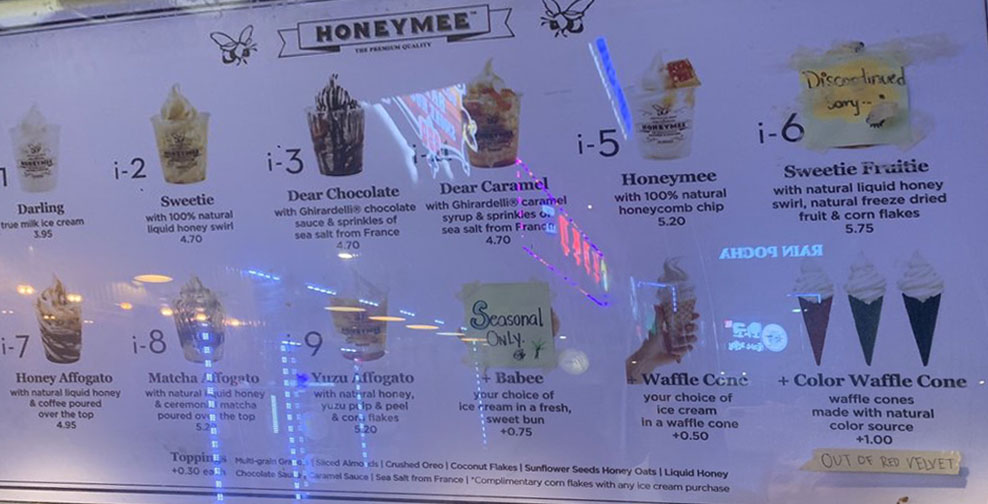 HONEYMEE™
THE PREMIUM QUALITY
Discontinued
sorry--
i-2
i-3
i-5
i-6
HONEYMEE
Darling
true milk ice cream
3.95
Sweetie
with 100% natural
liquid honey swirl
4.70
Dear Chocolate
with Ghirardelli® chocolate
sauce & sprinkles of
sea salt from France
4.70
Dear Caramel
with Ghirardelli® caramel
syrup & sprinkles of
sea salt from France
4.70
Honeymee
with 100% natural
honeycomb chip
5.20
Sweetie Fruitie
with natural liquid honey
swirl, natural freeze dried
fruit & corn flakes
5.75
RAIN POCHA
i-7
i-8
9
Seasonal
ONLY.
Honey Affogato
with natural liquid honey
& coffee poured
over the top
4.95
Matcha Affogato
with natural liquid honey
& ceremonial matcha
poured over the top
Yuzu Affogato
with natural honey,
yuzu pulp & peel
& corn flakes
5.20
+ Babee
your choice of
ice cream in a fresh,
sweet bun
+0.75
Waffle Cone
your choice of
ice cream
in a waffle cone
+0.50
+ Color Waffle Cone
waffle cones
made with natural
color source
+1.00
OUT OF RED VELVET
Toppings
+0.30 each
Multi-grain | Sliced Almonds | Crushed Oreo | Coconut Flakes | Sunflower Seeds Honey Oats | Liquid Honey
Chocolate Sauce | Caramel Sauce | Sea Salt from France | *Complimentary corn flakes with any ice cream purchase